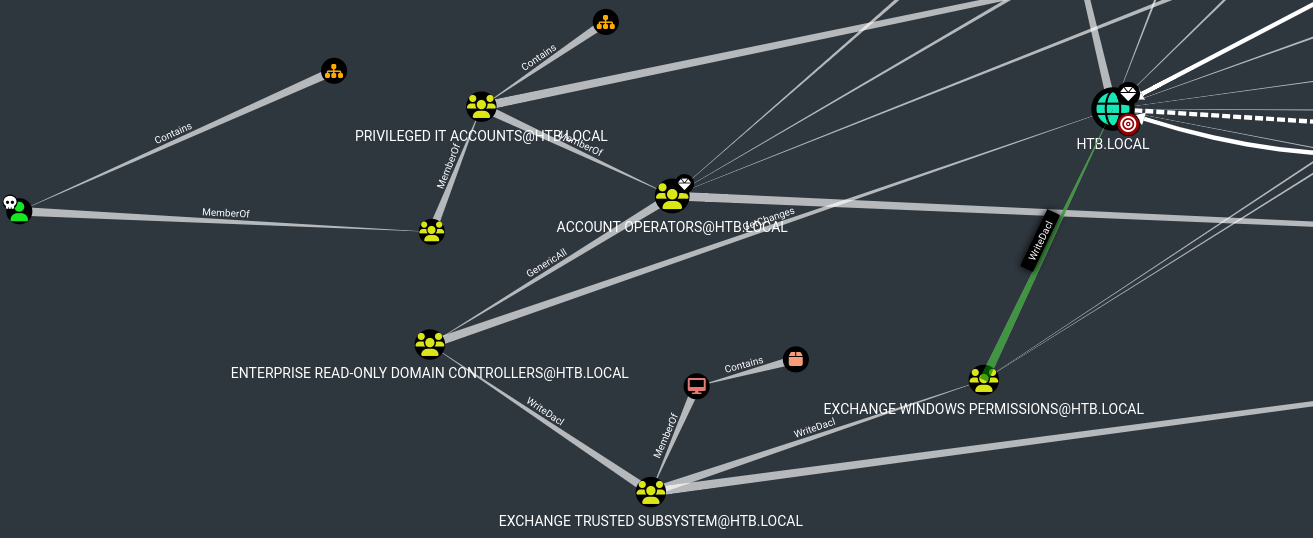 Contains
Contains
PRIVILEGED IT ACCOUNTS@HTB.LOCAL
MemberOf
MemberOf
HTB.LOCAL
MemberOf
ACCOUNT OPERATORS@HTB.LOCAL
GetChanges
WriteDacl
GenericAll
ENTERPRISE READ-ONLY DOMAIN CONTROLLERS@HTB.LOCAL
Contains
WriteDacl
EXCHANGE WINDOWS PERMISSIONS@HTB.LOCAL
MemberOf
WriteDacl
EXCHANGE TRUSTED SUBSYSTEM@HTB.LOCAL